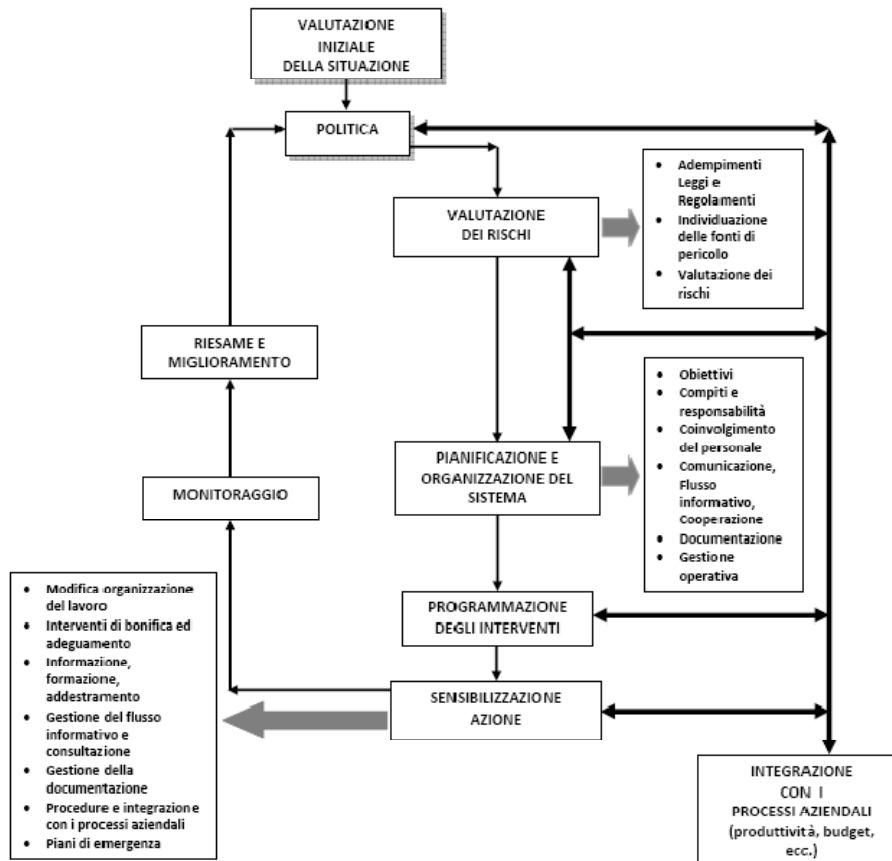 VALUTAZIONE
INIZIALE
DELLA SITUAZIONE
POLITICA
VALUTAZIONE
DEI RISCHI
• Adempimenti
Leggi e
Regolamenti
• Individuazione
delle fonti di
pericolo
• Valutazione dei
rischi
RIESAME E
MIGLIORAMENTO
• Obiettivi
• Compiti e
responsabilità
• Coinvolgimento
del personale
• Comunicazione,
Flusso
informativo,
Cooperazione
• Documentazione
• Gestione
operativa
PIANIFICAZIONE E
ORGANIZZAZIONE DEL
SISTEMA
MONITORAGGIO
• Modifica organizzazione
del lavoro
• Interventi di bonifica ed
adeguamento
• Informazione,
formazione,
addestramento
• Gestione del flusso
informativo e
consultazione
• Gestione della
documentazione
• Procedure e integrazione
con i processi aziendali
• Piani di emergenza
PROGRAMMAZIONE
DEGLI INTERVENTI
SENSIBILIZZAZIONE
AZIONE
INTEGRAZIONE
CON I
PROCESSI AZIENDALI
(produttività, budget,
ecc.)